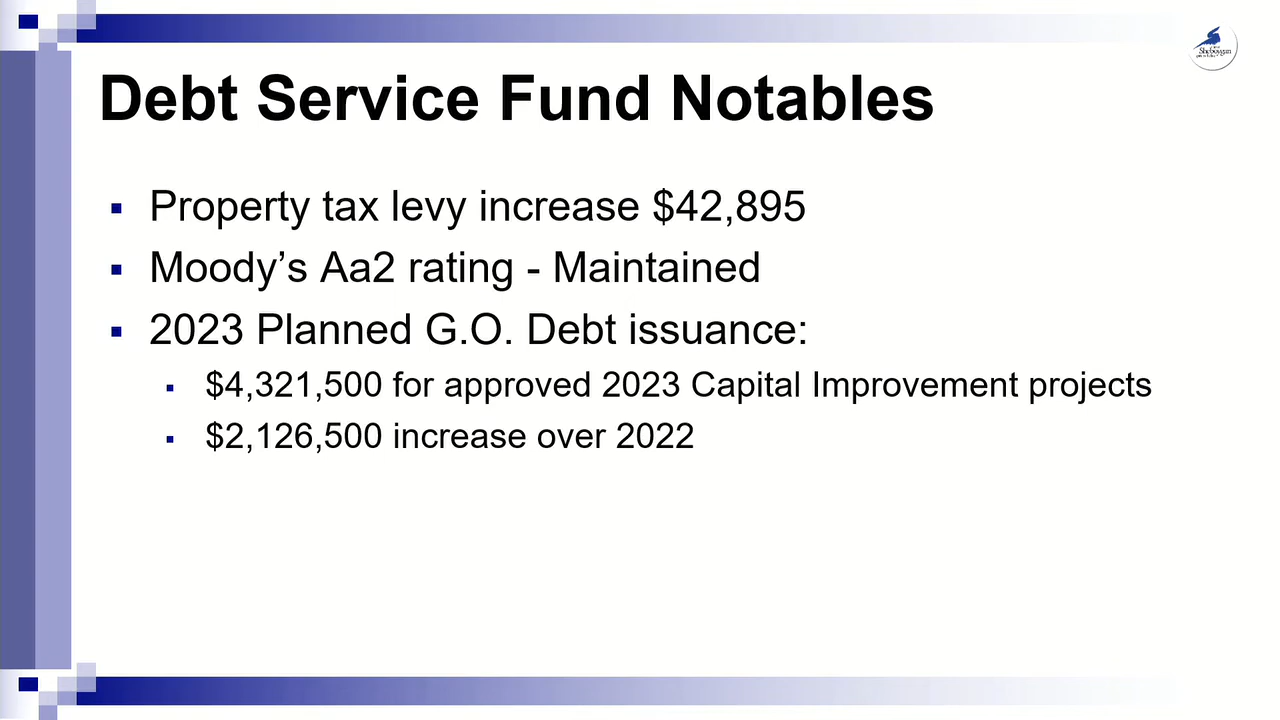 Debt Service Fund Notables
Property tax levy increase $42,895
Moody’s Aa2 rating - Maintained
2023 Planned G.O. Debt issuance:
$4,321,500 for approved 2023 Capital Improvement projects
$2,126,500 increase over 2022
Sheboygan